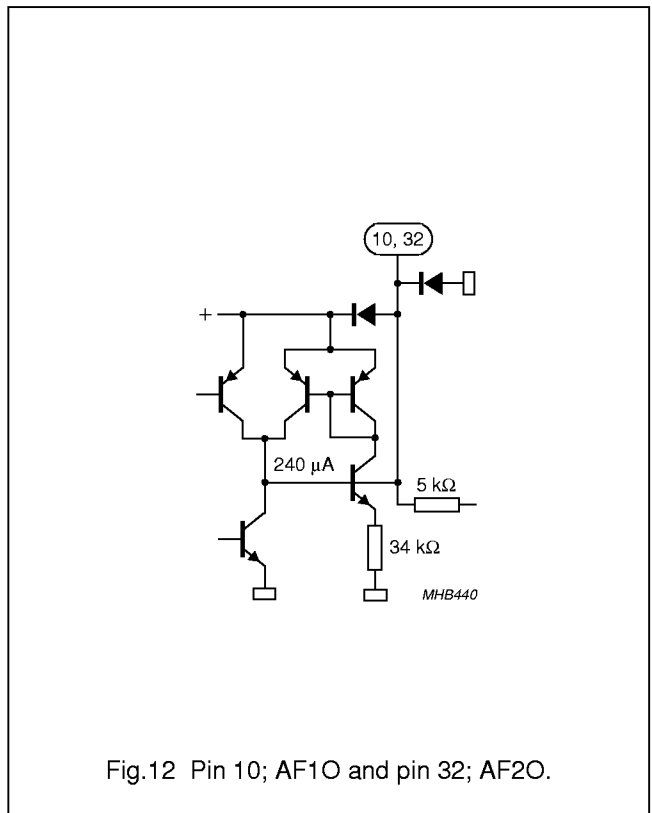 10, 32
+
240 µA
5 kΩ
34 kΩ
MHB440
Fig.12 Pin 10; AF1O and pin 32; AF2O.